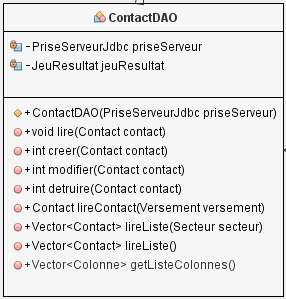 ContactDAO
-PriseServeurJdbc priseServeur
-JeuResultat jeuResultat
+ContactDAO(PriseServeurJdbc priseServeur)
+void lire(Contact contact)
+int creer(Contact contact)
+int modifier(Contact contact)
+int detruire(Contact contact)
+Contact lireContact(Versement versement)
+Vector<Contact> lireListe(Secteur secteur)
+Vector<Contact> lireListe()
+Vector<Colonne> getListeColonnes()